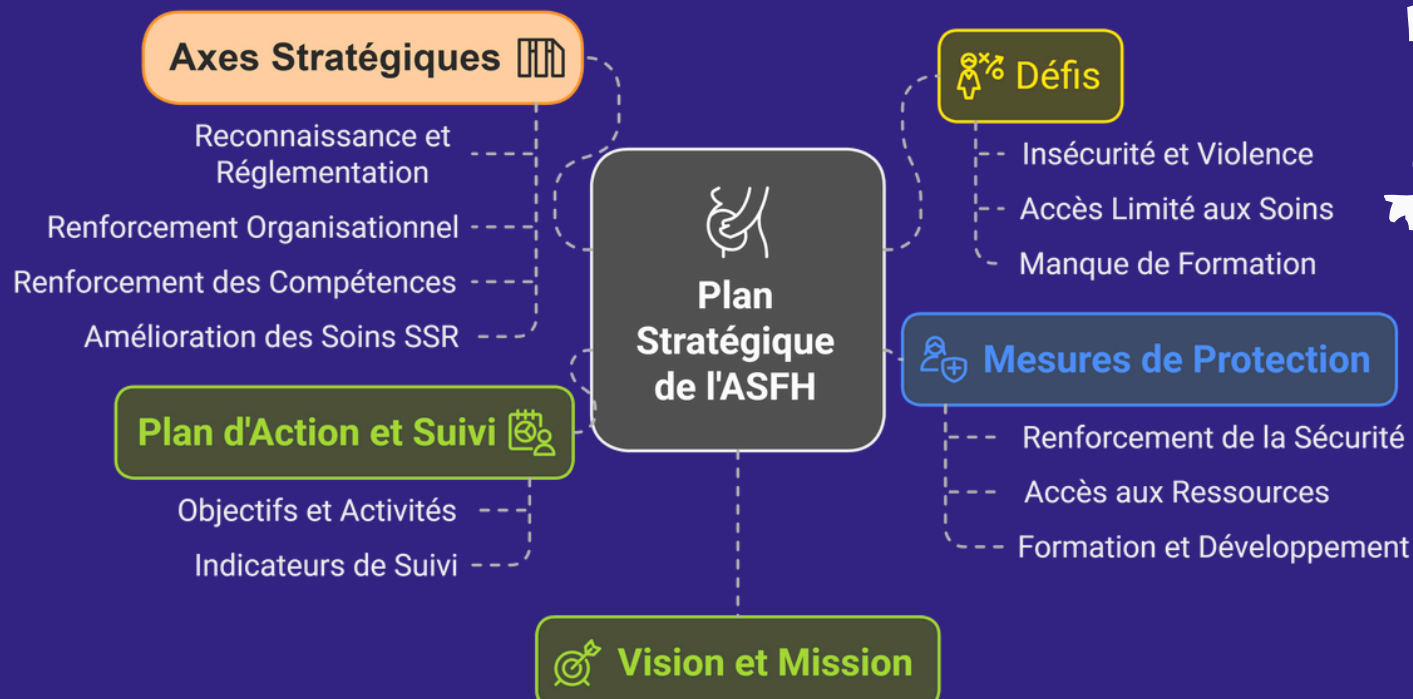 Axes Stratégiques
Reconnaissance et
Réglementation
Renforcement Organisationnel
Renforcement des Compétences
Amélioration des Soins SSR
Plan d'Action et Suivi
Objectifs et Activités
Indicateurs de Suivi
Plan
Stratégique
de l'ASFH
Défis
Insécurité et Violence
Accès Limité aux Soins
Manque de Formation
Mesures de Protection
Renforcement de la Sécurité
Accès aux Ressources
Formation et Développement
Vision et Mission